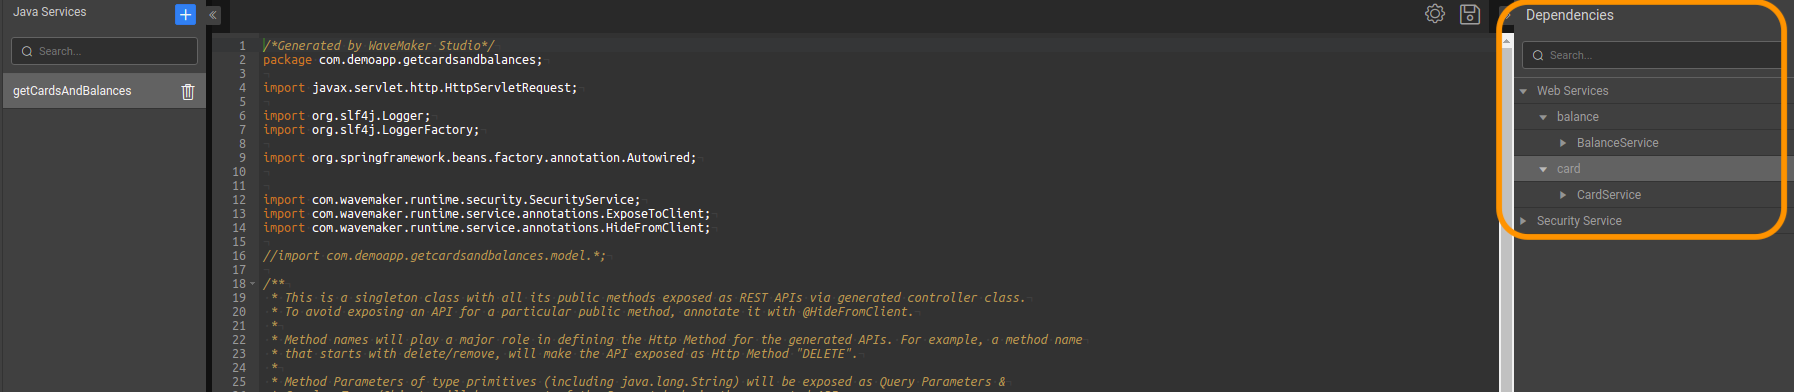 Java Services
+
Search...
getCardsAndBalances
1 /*Generated by WaveMaker Studio*/
2 package com.demoapp.getcardsandbalances;
3
4 import javax.servlet.http.HttpServletRequest;
5
6 import org.slf4j.Logger;
7 import org.slf4j.LoggerFactory;
8
9 import org.springframework.beans.factory.annotation.Autowired;
10
11
12 import com.wavemaker.runtime.security.SecurityService;
13 import com.wavemaker.runtime.service.annotations.ExposeToClient;
14 import com.wavemaker.runtime.service.annotations.HideFromClient;
15
16 //import com.demoapp.getcardsandbalances.model.*;
17
18 /**
19 * This is a singleton class with all its public methods exposed as REST APIs via generated controller class.
20 * To avoid exposing an API for a particular public method, annotate it with @HideFromClient.
21 *
22 * Method names will play a major role in defining the Http Method for the generated APIs. For example, a method name
23 * that starts with delete/remove, will make the API exposed as Http Method "DELETE".
24 *
25 * Method Parameters of type primitives (including java.lang.String) will be exposed as Query Parameters &
Dependencies
Search...
Web Services
balance
BalanceService
card
CardService
Security Service